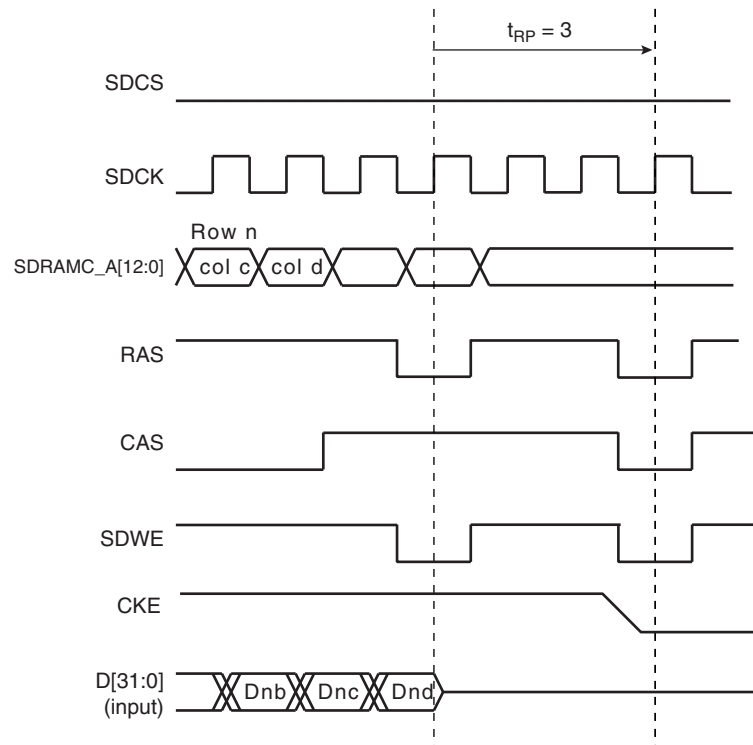 t_RP = 3
SDCS
SDCK
Row n
SDRAMC_A[12:0]
col c col d
RAS
CAS
SDWE
CKE
D[31:0]
(input)
Dnb Dnc Dnd